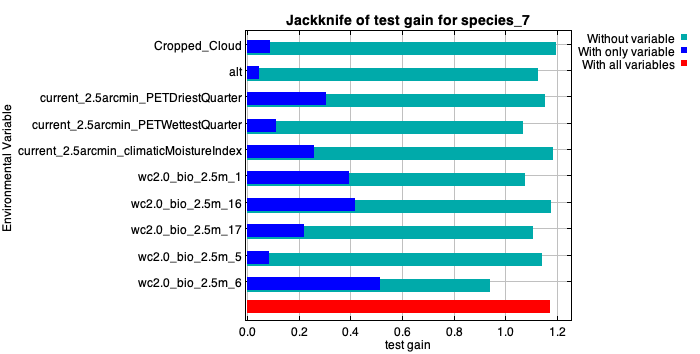 Jackknife of test gain for species_7
Without variable
With only variable
With all variables
Environmental Variable
Cropped_Cloud
alt
current_2.5arcmin_PETDriestQuarter
current_2.5arcmin_PETWettestQuarter
current_2.5arcmin_climaticMoistureIndex
wc2.0_bio_2.5m_1
wc2.0_bio_2.5m_16
wc2.0_bio_2.5m_17
wc2.0_bio_2.5m_5
wc2.0_bio_2.5m_6
0.0 0.2 0.4 0.6 0.8 1.0 1.2
test gain